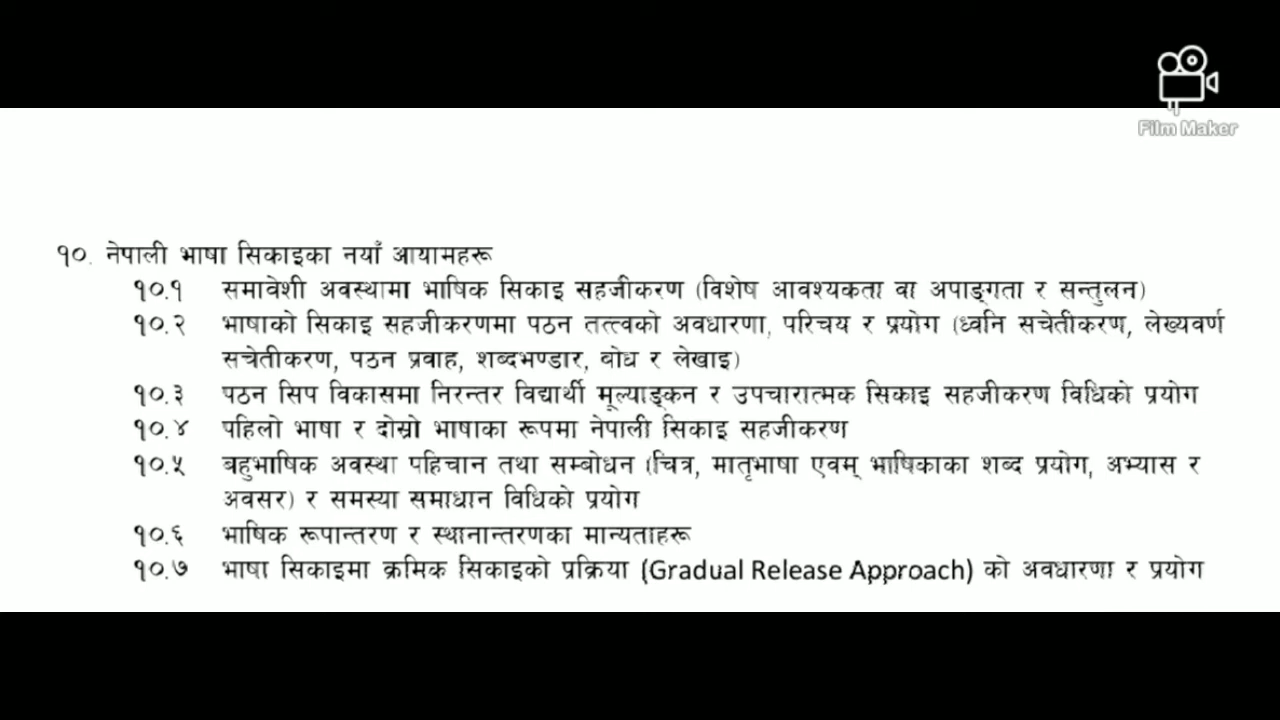 Film Maker
१०. नेपाली भाषा सिकाइका नयाँ आयामहरू
१०.१ समावेशी अवस्थामा भाषिक सिकाइ सहजीकरण (विशेष आवश्यकता वा अपाङ्गता र सन्तुलन)
१०.२ भाषाको सिकाइ सहजीकरणमा पठन तत्त्वको अवधारणा, परिचय र प्रयोग (ध्वनि सचेतीकरण, लेख्यवर्ण
सचेतीकरण, पठन प्रवाह, शब्दभण्डार, बोध र लेखाइ)
१०.३ पठन सिप विकासमा निरन्तर विद्यार्थी मूल्याङ्कन र उपचारात्मक सिकाइ सहजीकरण विधिको प्रयोग
१०.४ पहिलो भाषा र दोस्रो भाषाका रूपमा नेपाली सिकाइ सहजीकरण
१०.५ बहुभाषिक अवस्था पहिचान तथा सम्बोधन (चित्र, मातृभाषा एवम् भाषिकाका शब्द प्रयोग, अभ्यास र
अवसर) र समस्या समाधान विधिको प्रयोग
१०.६ भाषिक रूपान्तरण र स्थानान्तरणका मान्यताहरू
१०.७ भाषा सिकाइमा क्रमिक सिकाइको प्रक्रिया (Gradual Release Approach) को अवधारणा र प्रयोग